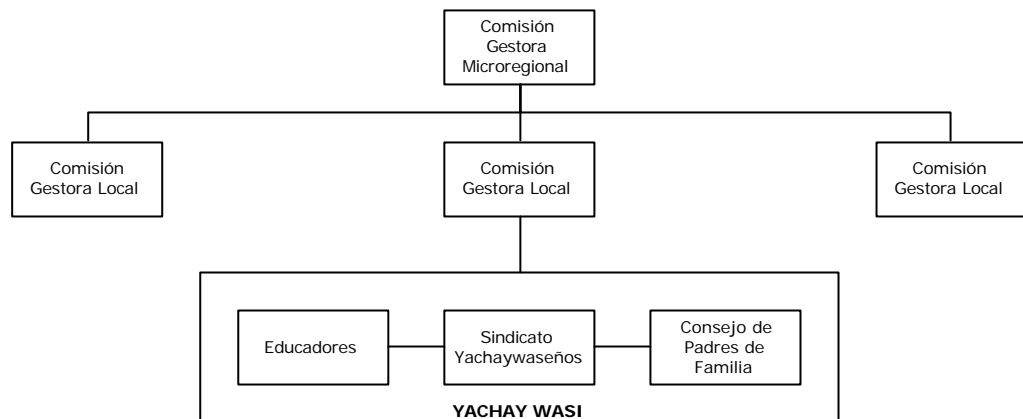 Comisión
Gestora
Microregional
Comisión
Gestora Local
Comisión
Gestora Local
Comisión
Gestora Local
Educadores
Sindicato
Yachaywaseños
Consejo de
Padres de
Familia
YACHAY WASI